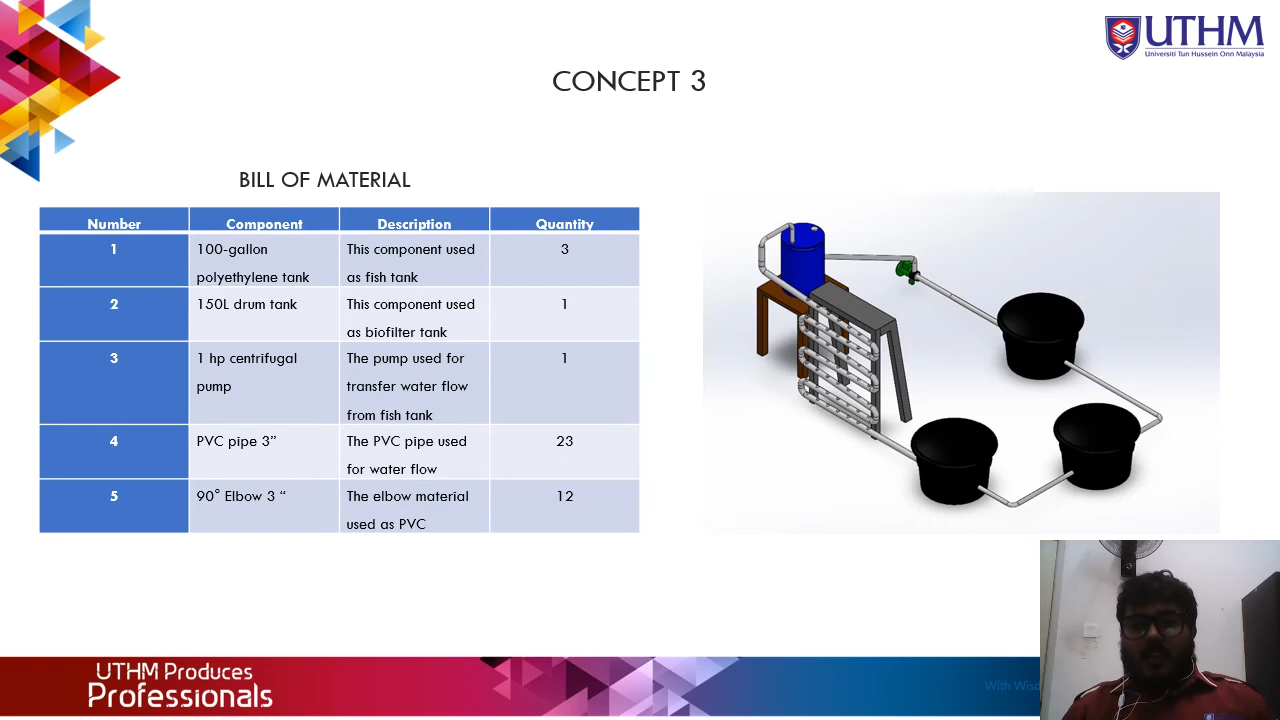 UTHM
Universiti Tun Hussein Onn Malaysia
CONCEPT 3
BILL OF MATERIAL
Number Component Description Quantity
1 100-gallon polyethylene tank This component used as fish tank 3
2 150L drum tank This component used as biofilter tank 1
3 1 hp centrifugal pump The pump used for transfer water flow from fish tank 1
4 PVC pipe 3” The PVC pipe used for water flow 23
5 90° Elbow 3 “ The elbow material used as PVC 12
UTHM Produces
Professionals
With